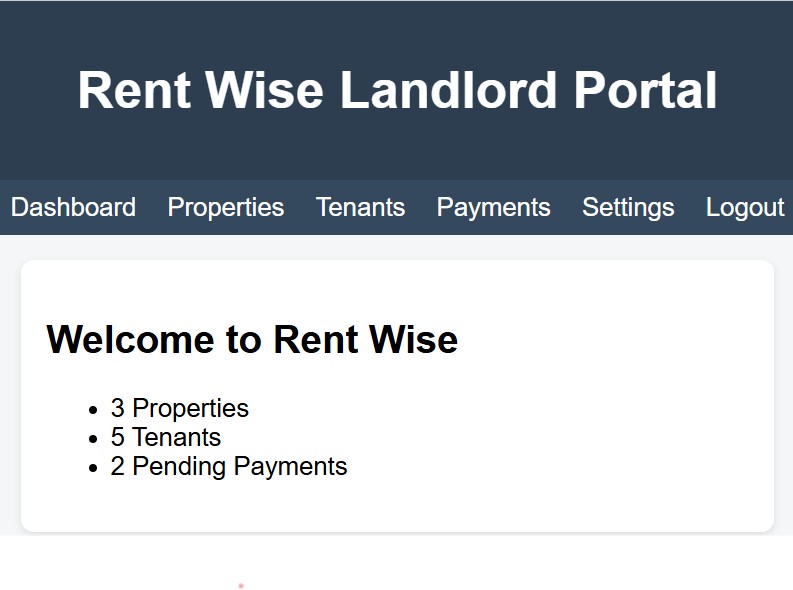 Rent Wise Landlord Portal
Dashboard Properties Tenants Payments Settings Logout
Welcome to Rent Wise
• 3 Properties
• 5 Tenants
• 2 Pending Payments